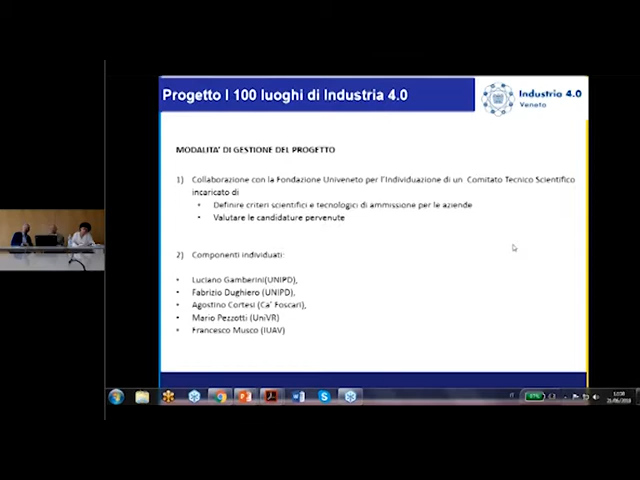 Progetto I 100 luoghi di Industria 4.0
Industria 4.0
Veneto
MODALITA' DI GESTIONE DEL PROGETTO
1) Collaborazione con la Fondazione Univeneto per l'Individuazione di un Comitato Tecnico Scientifico
incaricato di
• Definire criteri scientifici e tecnologici di ammissione per le aziende
• Valutare le candidature pervenute
2) Componenti individuati:
• Luciano Gamberini(UNIPD),
• Fabrizio Dughiero (UNIPD),
• Agostino Cortesi (Ca' Foscari),
• Mario Pezzotti (UniVR)
• Francesco Musco (IUAV)
IT